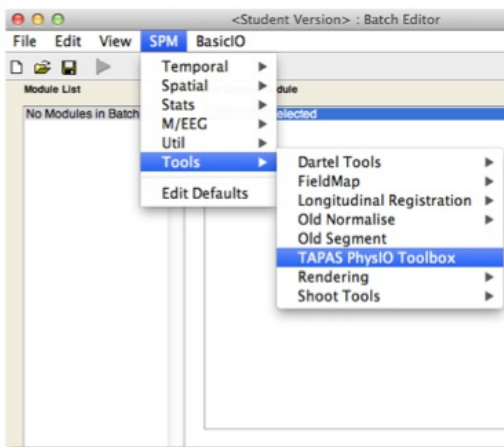 <Student Version> : Batch Editor
File Edit View SPM BasicIO
Module List
dule
No Modules in Batch
elected
Temporal
Spatial
Stats
M/EEG
Util
Tools
Edit Defaults
Dartel Tools
FieldMap
Longitudinal Registration
Old Normalise
Old Segment
TAPAS PhysIO Toolbox
Rendering
Shoot Tools